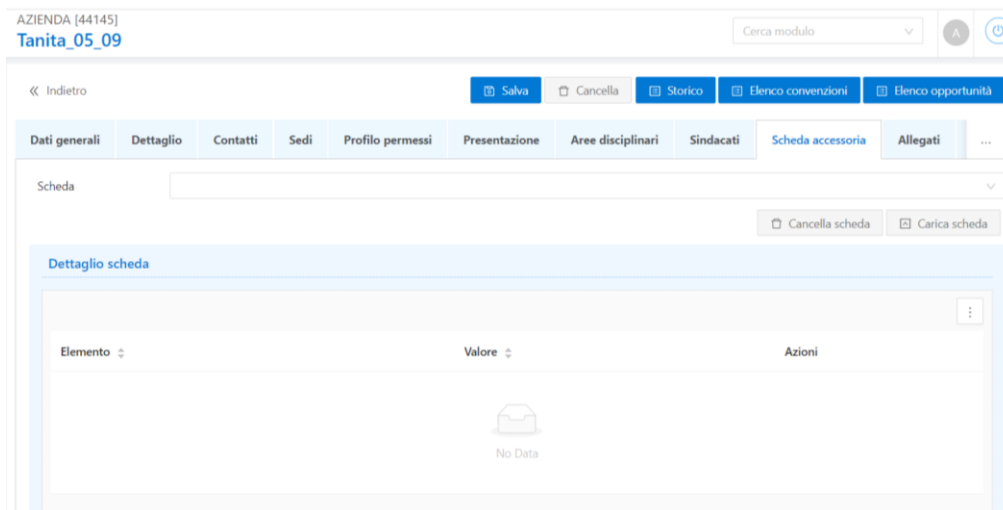 AZIENDA [44145]
Tanita_05_09
Cerca modulo
A
Indietro
Salva
Cancella
Storico
Elenco convenzioni
Elenco opportunità
Dati generali
Dettaglio
Contatti
Sedi
Profilo permessi
Presentazione
Aree disciplinari
Sindacati
Scheda accessoria
Allegati
...
Scheda
Cancella scheda
Carica scheda
Dettaglio scheda
Elemento
Valore
Azioni
No Data